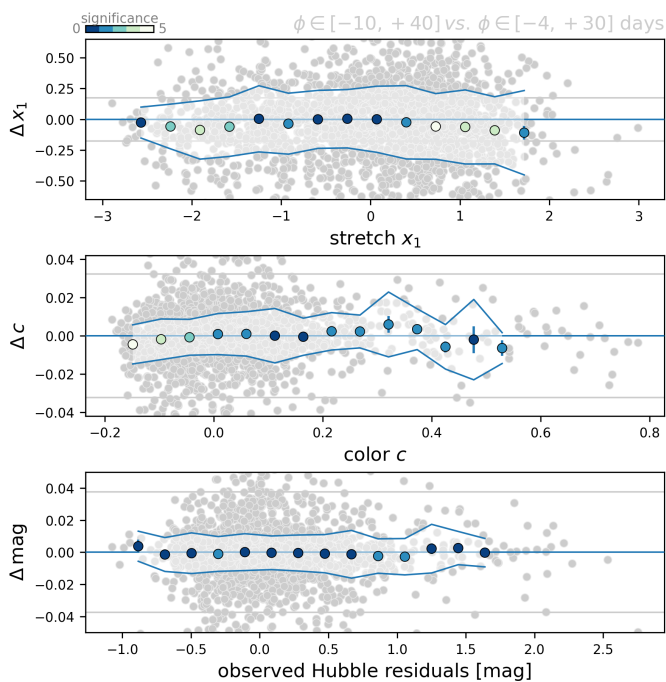 significance
0 5
ϕ ∈ [−10, +40] vs. ϕ ∈ [−4, +30] days
0.50
0.25
0.00
−0.25
−0.50
Δ x₁
−3 −2 −1 0 1 2 3
stretch x₁
0.04
0.02
0.00
−0.02
−0.04
Δ c
−0.2 0.0 0.2 0.4 0.6 0.8
color c
0.04
0.02
0.00
−0.02
−0.04
Δ mag
−1.0 −0.5 0.0 0.5 1.0 1.5 2.0 2.5
observed Hubble residuals [mag]